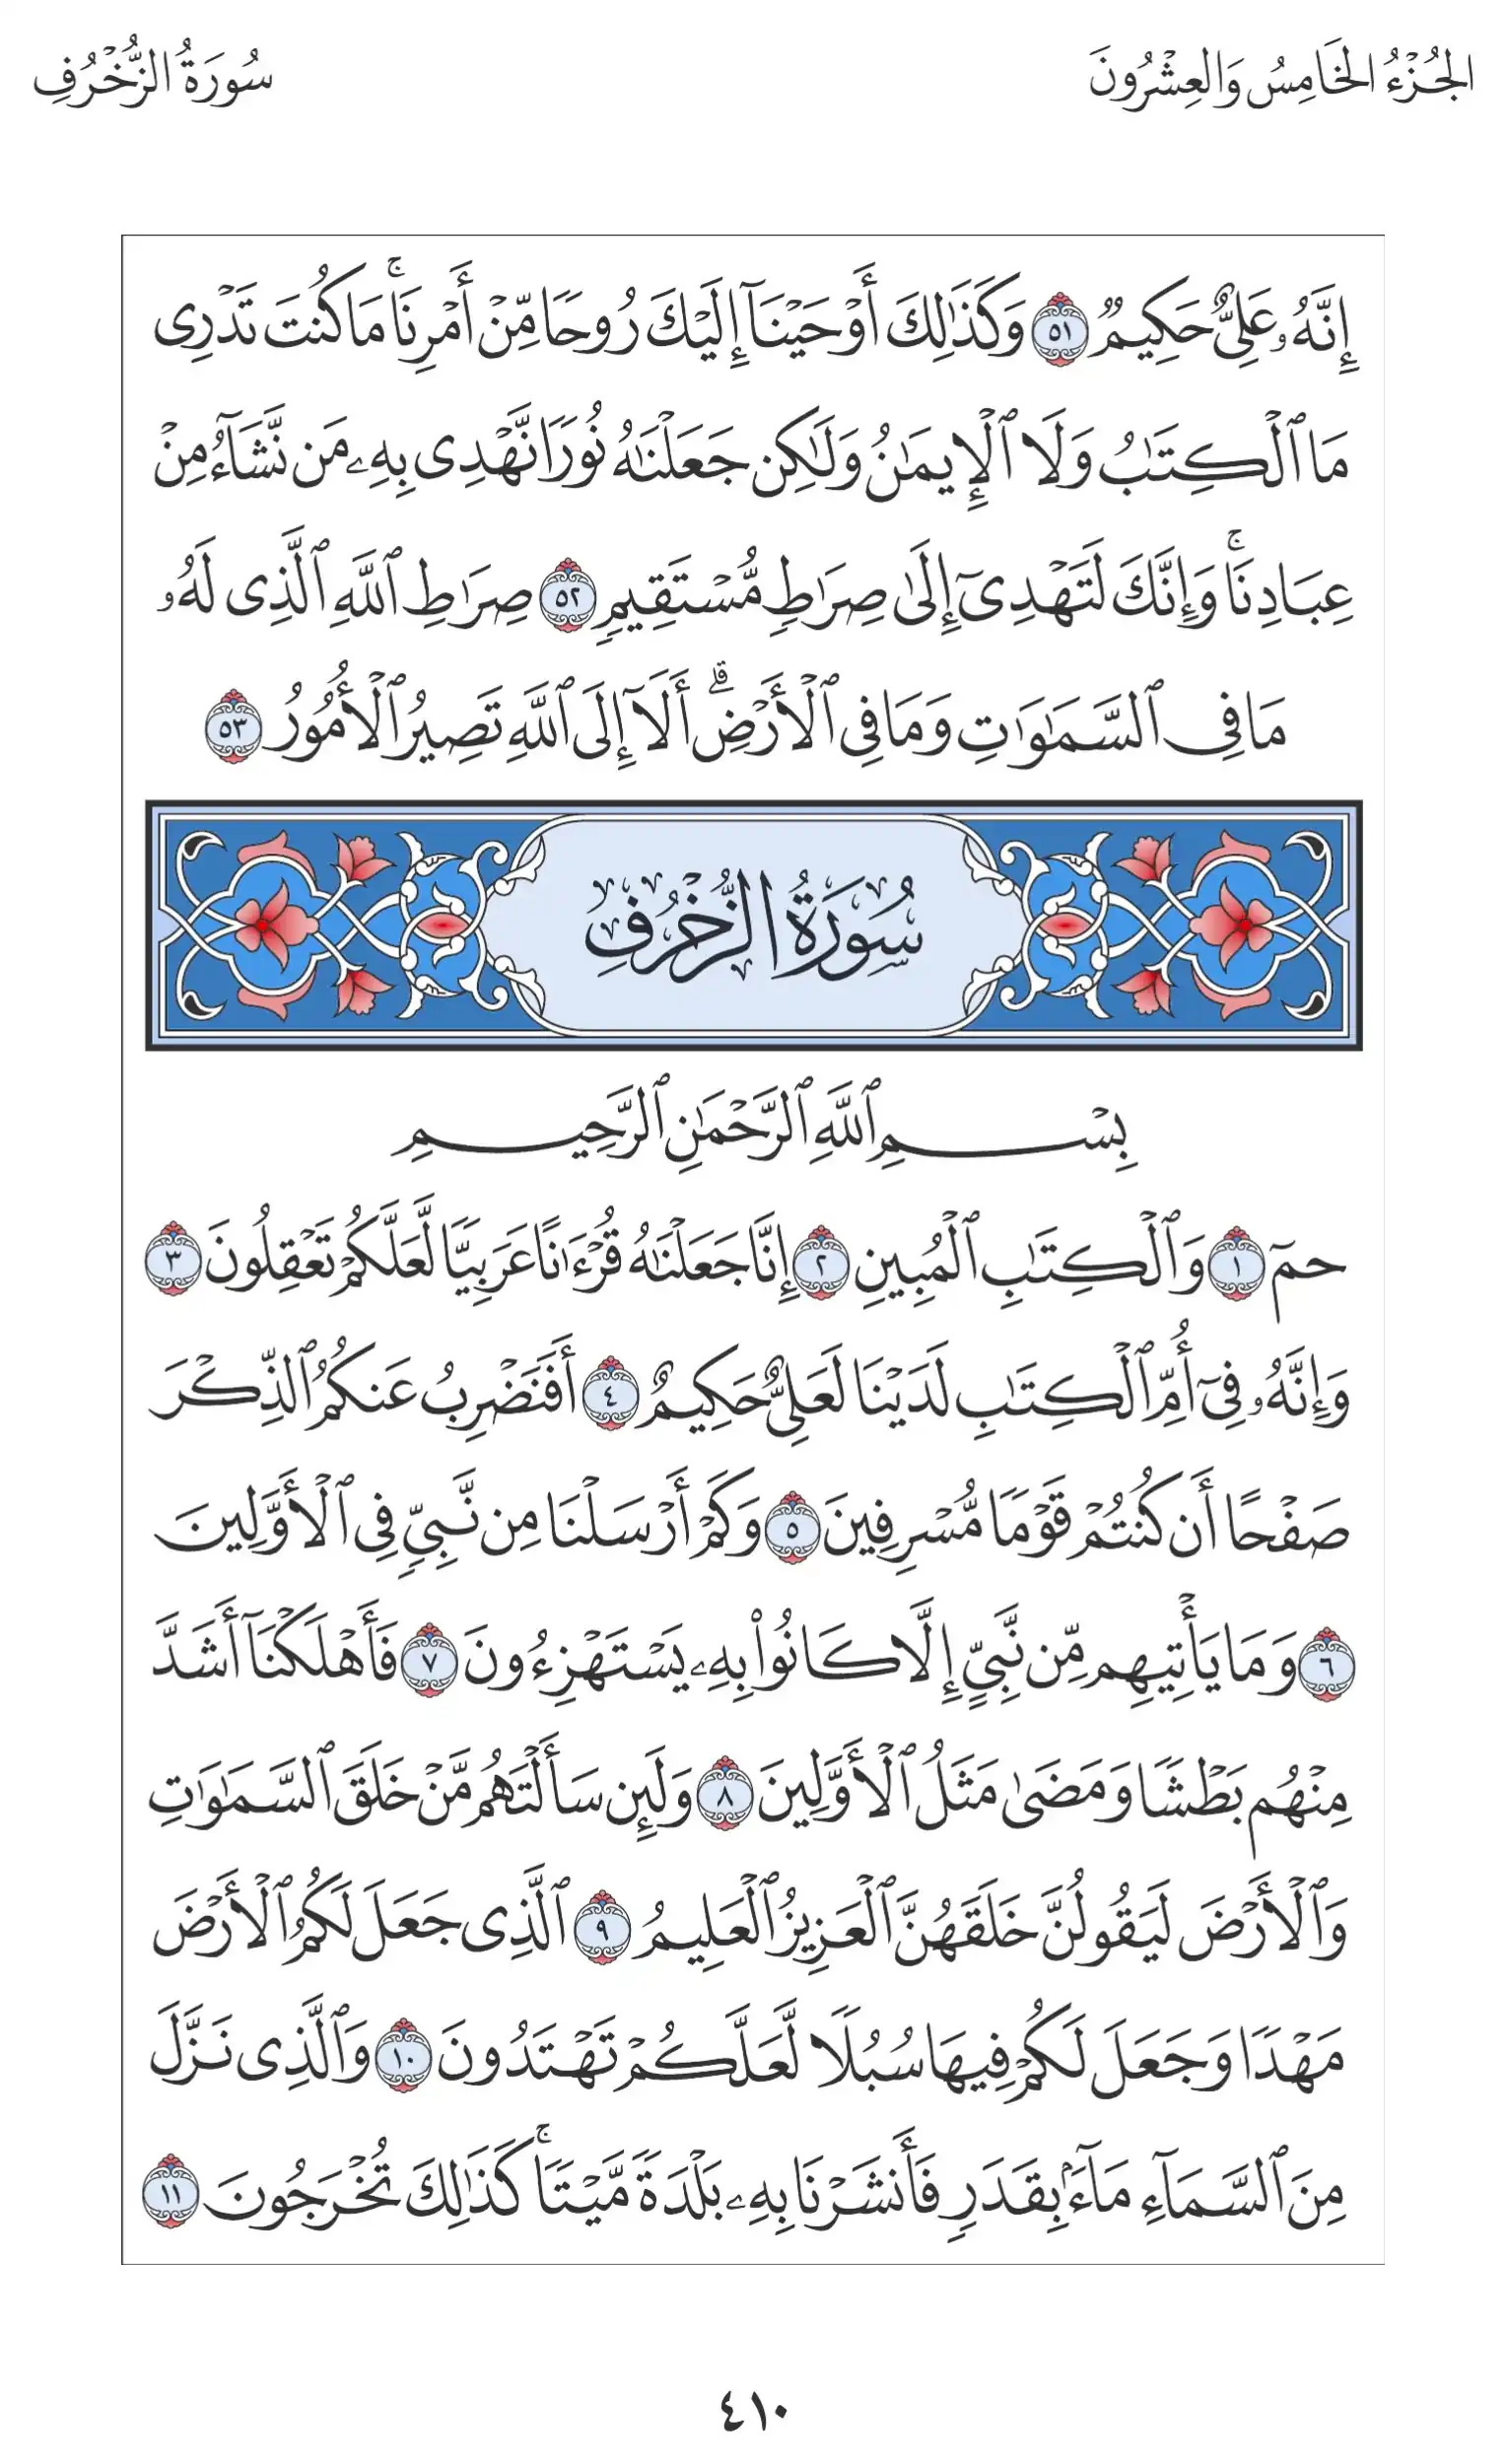 الجُزْءُ الخَامِسُ وَالعِشْرُونَ
سُورَةُ الزُّخْرُفِ
إِنَّهُۥ عَلِيٌّ حَكِيمٞ ٥١ وَكَذَٰلِكَ أَوۡحَيۡنَآ إِلَيۡكَ رُوحٗا مِّنۡ أَمۡرِنَاۚ مَا كُنتَ تَدۡرِي
مَا ٱلۡكِتَٰبُ وَلَا ٱلۡإِيمَٰنُ وَلَٰكِن جَعَلۡنَٰهُ نُورٗا نَّهۡدِي بِهِۦ مَن نَّشَآءُ مِنۡ
عِبَادِنَاۚ وَإِنَّكَ لَتَهۡدِيٓ إِلَىٰ صِرَٰطٖ مُّسۡتَقِيمٖ ٥٢ صِرَٰطِ ٱللَّهِ ٱلَّذِي لَهُۥ
مَا فِي ٱلسَّمَٰوَٰتِ وَمَا فِي ٱلۡأَرۡضِۗ أَلَآ إِلَى ٱللَّهِ تَصِيرُ ٱلۡأُمُورُ ٥٣
سُورَةُ الزُّخْرُفِ
بِسۡمِ ٱللَّهِ ٱلرَّحۡمَٰنِ ٱلرَّحِيمِ
حمٓ ١ وَٱلۡكِتَٰبِ ٱلۡمُبِينِ ٢ إِنَّا جَعَلۡنَٰهُ قُرۡءَٰنًا عَرَبِيّٗا لَّعَلَّكُمۡ تَعۡقِلُونَ ٣
وَإِنَّهُۥ فِيٓ أُمِّ ٱلۡكِتَٰبِ لَدَيۡنَا لَعَلِيٌّ حَكِيمٌ ٤ أَفَنَضۡرِبُ عَنكُمُ ٱلذِّكۡرَ
صَفۡحًا أَن كُنتُمۡ قَوۡمٗا مُّسۡرِفِينَ ٥ وَكَمۡ أَرۡسَلۡنَا مِن نَّبِيّٖ فِي ٱلۡأَوَّلِينَ
٦ وَمَا يَأۡتِيهِم مِّن نَّبِيٍّ إِلَّا كَانُواْ بِهِۦ يَسۡتَهۡزِءُونَ ٧ فَأَهۡلَكۡنَآ أَشَدَّ
مِنۡهُم بَطۡشٗا وَمَضَىٰ مَثَلُ ٱلۡأَوَّلِينَ ٨ وَلَئِن سَأَلۡتَهُم مَّنۡ خَلَقَ ٱلسَّمَٰوَٰتِ
وَٱلۡأَرۡضَ لَيَقُولُنَّ خَلَقَهُنَّ ٱلۡعَزِيزُ ٱلۡعَلِيمُ ٩ ٱلَّذِي جَعَلَ لَكُمُ ٱلۡأَرۡضَ
مَهۡدٗا وَجَعَلَ لَكُمۡ فِيهَا سُبُلٗا لَّعَلَّكُمۡ تَهۡتَدُونَ ١٠ وَٱلَّذِي نَزَّلَ
مِنَ ٱلسَّمَآءِ مَآءَۢ بِقَدَرٖ فَأَنشَرۡنَا بِهِۦ بَلۡدَةٗ مَّيۡتٗاۚ كَذَٰلِكَ تُخۡرَجُونَ ١١
٤١٠